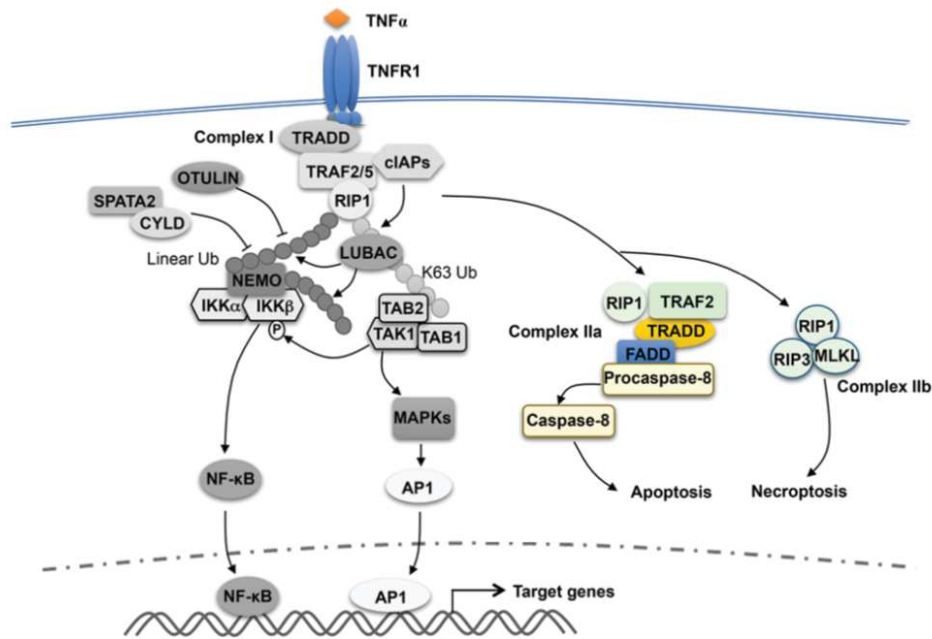 TNFα
TNFR1
Complex I
TRADD
TRAF2/5
cIAPs
RIP1
OTULIN
SPATA2
CYLD
Linear Ub
LUBAC
K63 Ub
NEMO
IKKα
IKKβ
P
TAB2
TAK1
TAB1
MAPKs
NF-κB
AP1
RIP1
TRAF2
Complex IIa
TRADD
FADD
Procaspase-8
Caspase-8
Apoptosis
RIP1
RIP3
MLKL
Complex IIb
Necroptosis
NF-κB
AP1
Target genes